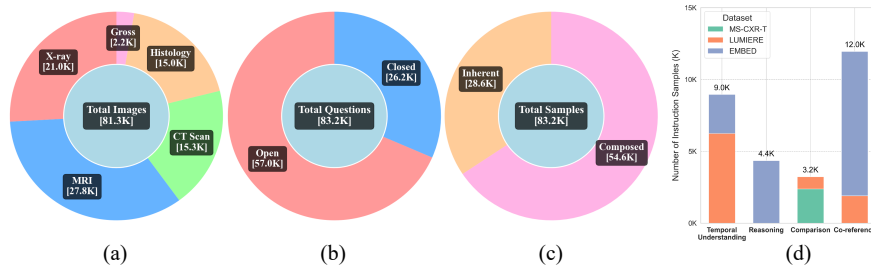 Gross
[2.2K]
Histology
[15.0K]
X-ray
[21.0K]
Total Images
[81.3K]
CT Scan
[15.3K]
MRI
[27.8K]
(a)
Closed
[26.2K]
Total Questions
[83.2K]
Open
[57.0K]
(b)
Inherent
[28.6K]
Total Samples
[83.2K]
Composed
[54.6K]
(c)
Number of Instruction Samples (K)
15K
10K
5K
0K
Dataset
MS-CXR-T
LUMIERE
EMBED
9.0K
4.4K
3.2K
12.0K
Temporal
Understanding
Reasoning
Comparison
Co-reference
(d)